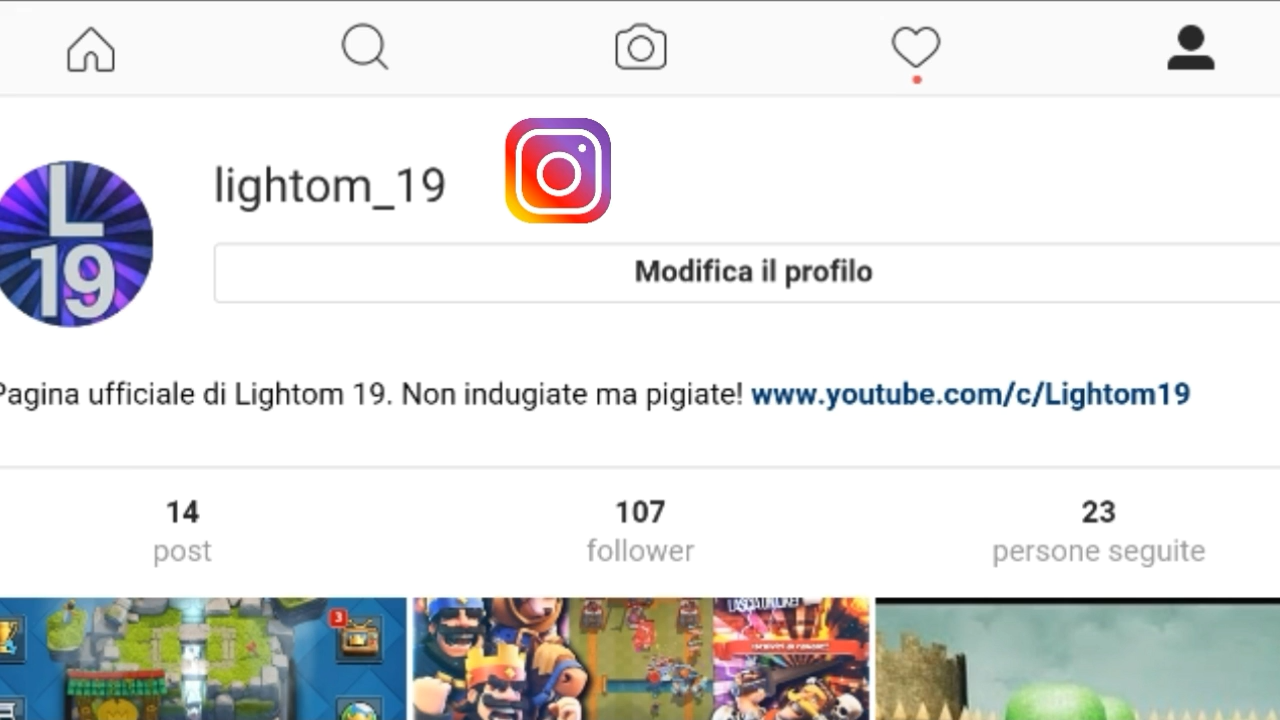 lightom_19
L
19
Modifica il profilo
Pagina ufficiale di Lightom 19. Non indugiate ma pigiate! www.youtube.com/c/Lightom19
14
107
23
post
follower
persone seguite
3